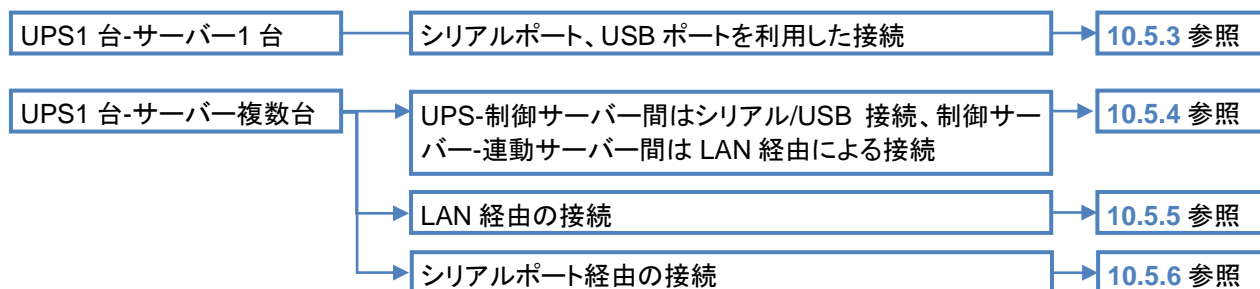 UPS1 台-サーバー1 台
シリアルポート、USB ポートを利用した接続
10.5.3 参照
UPS1 台-サーバー複数台
UPS-制御サーバー間はシリアル/USB 接続、制御サー
バー-連動サーバー間は LAN 経由による接続
10.5.4 参照
LAN 経由の接続
10.5.5 参照
シリアルポート経由の接続
10.5.6 参照